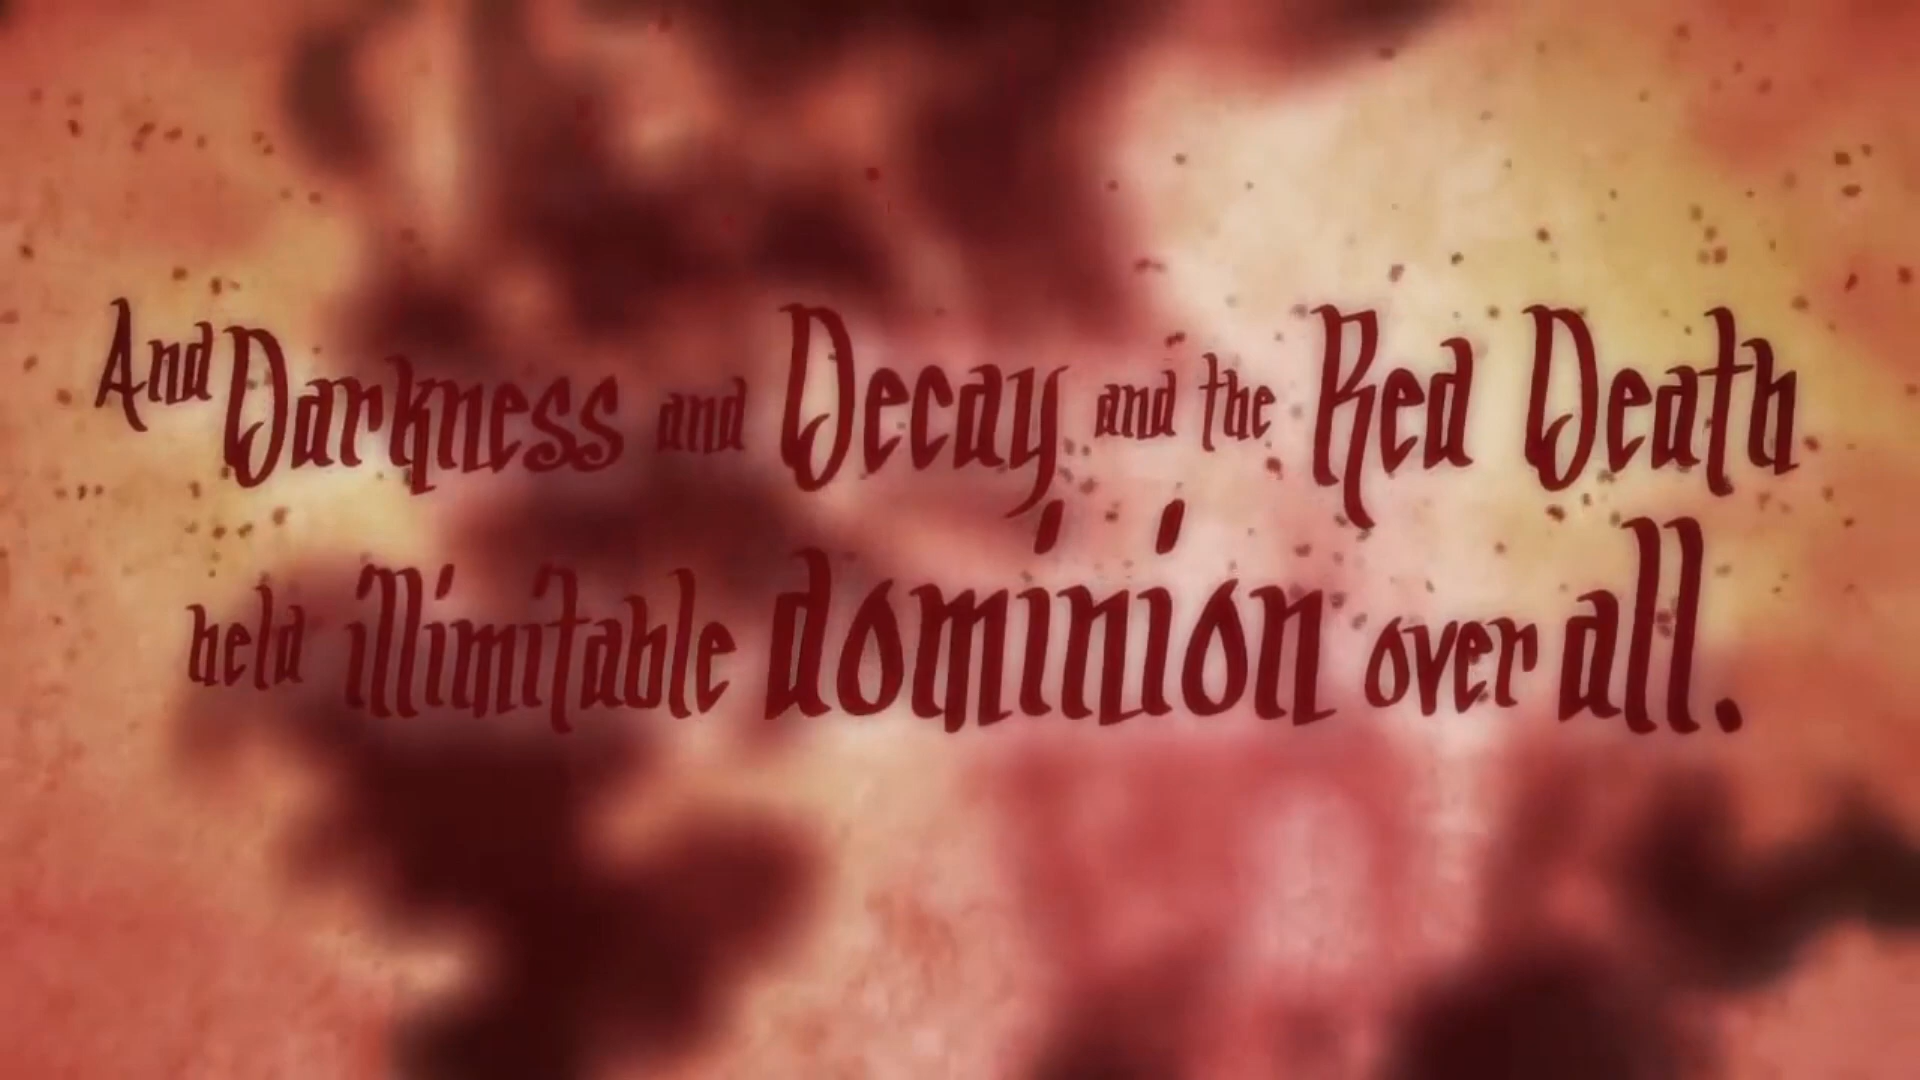 And Darkness and Decay and the Red Death
held illimitable dominion over all.